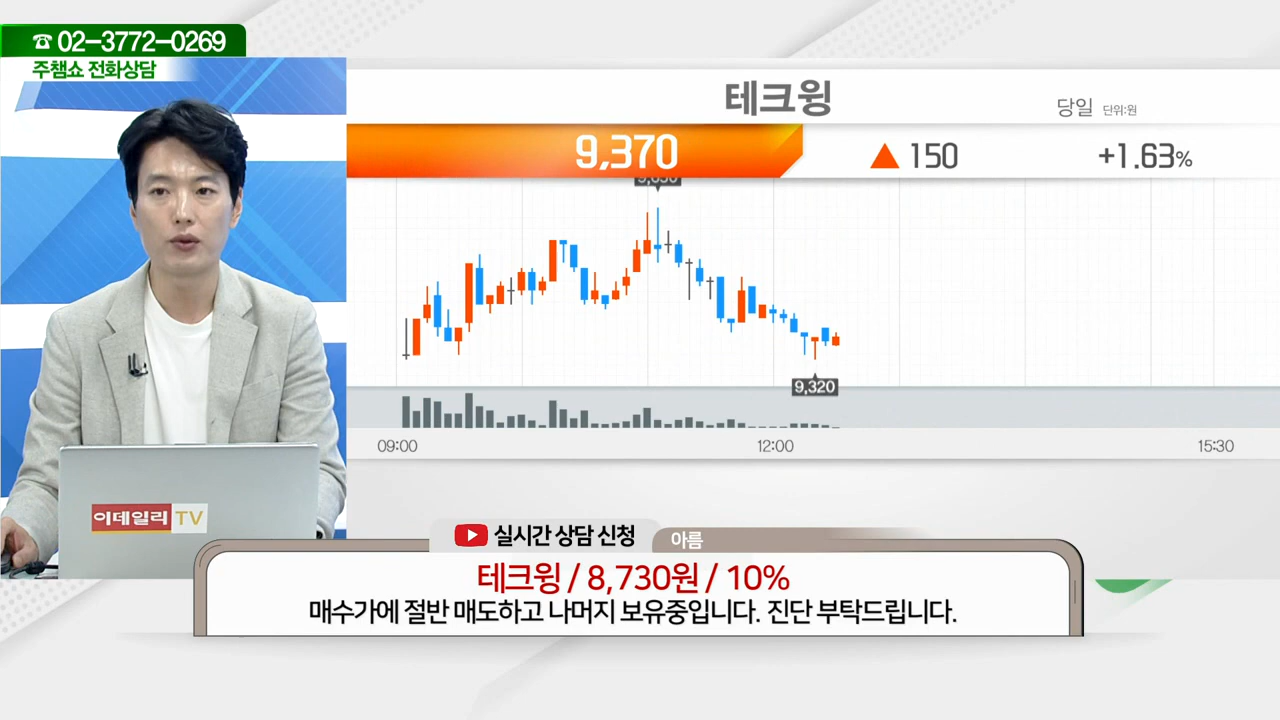 ☎ 02-3772-0269
주챔쇼 전화상담
테크윙
당일 단위:원
9,370
▲ 150
+1.63%
9,320
09:00
12:00
15:30
이데일리 TV
실시간 상담 신청
아름
테크윙 / 8,730원 / 10%
매수가에 절반 매도하고 나머지 보유중입니다. 진단 부탁드립니다.